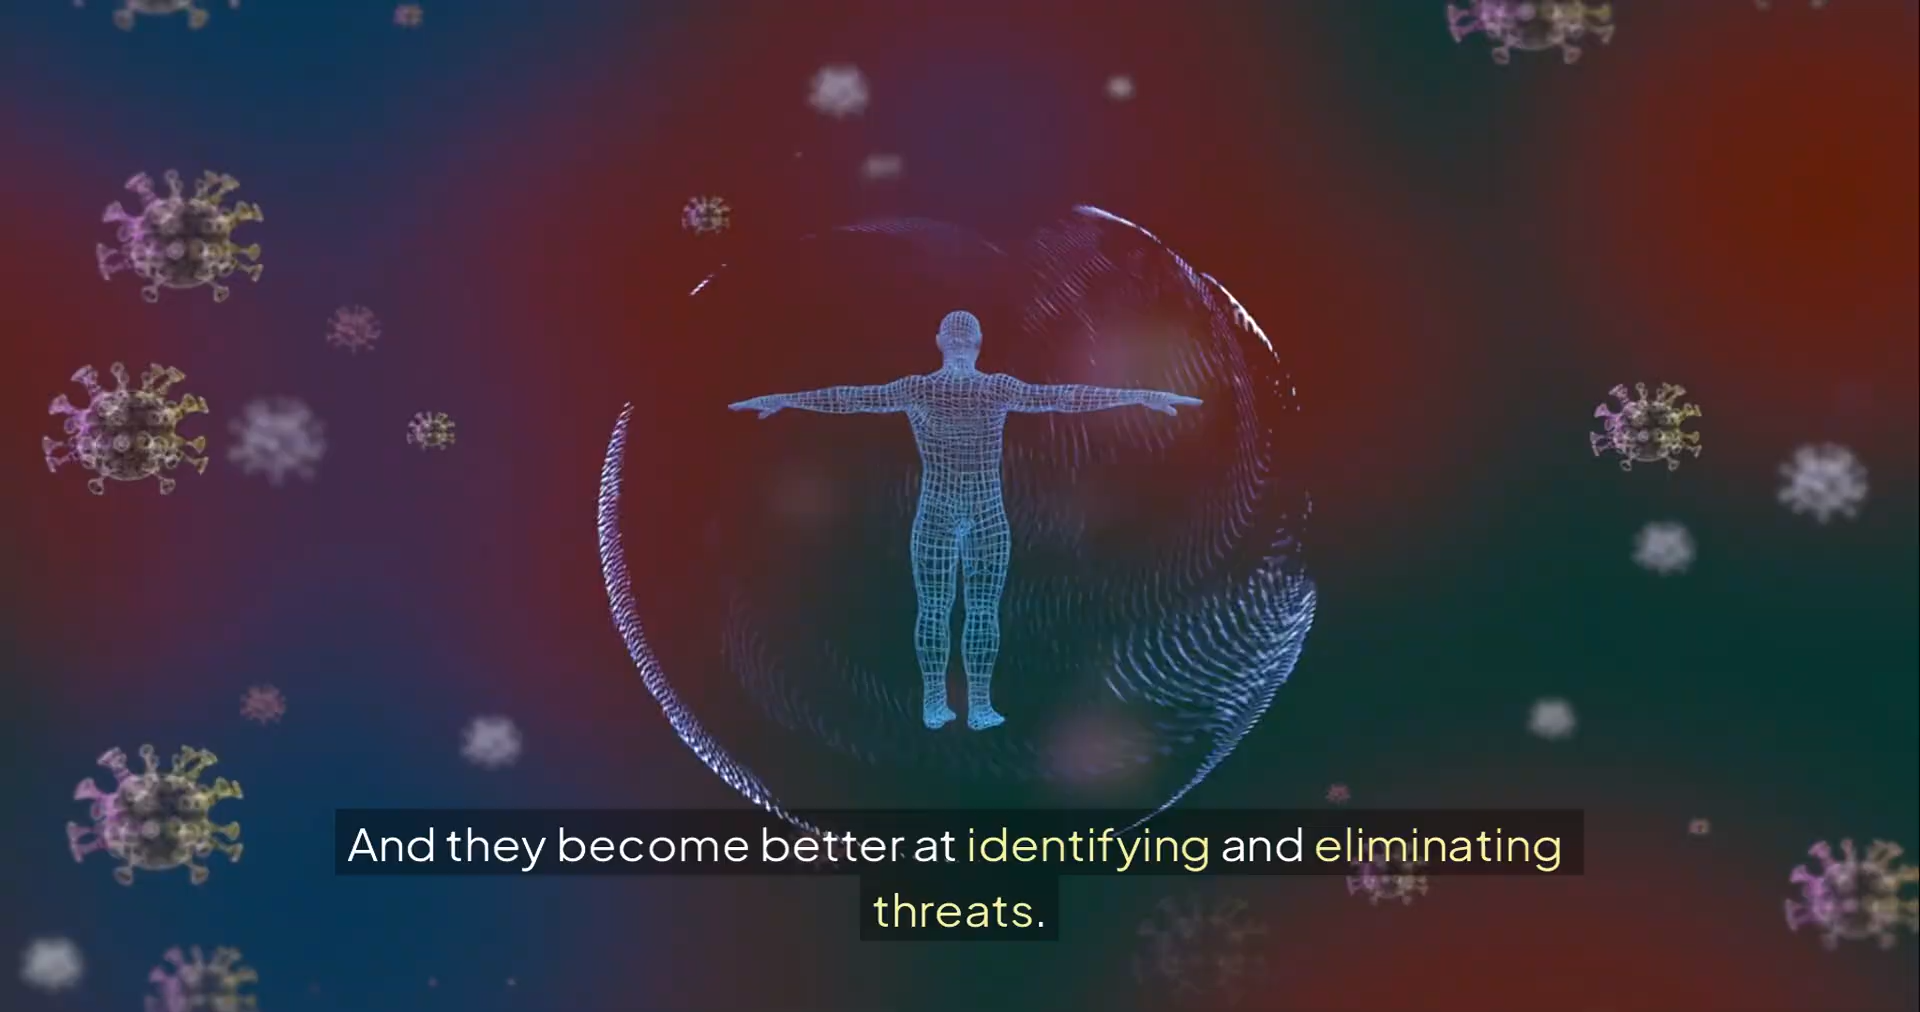 And they become better at identifying and eliminating
threats.